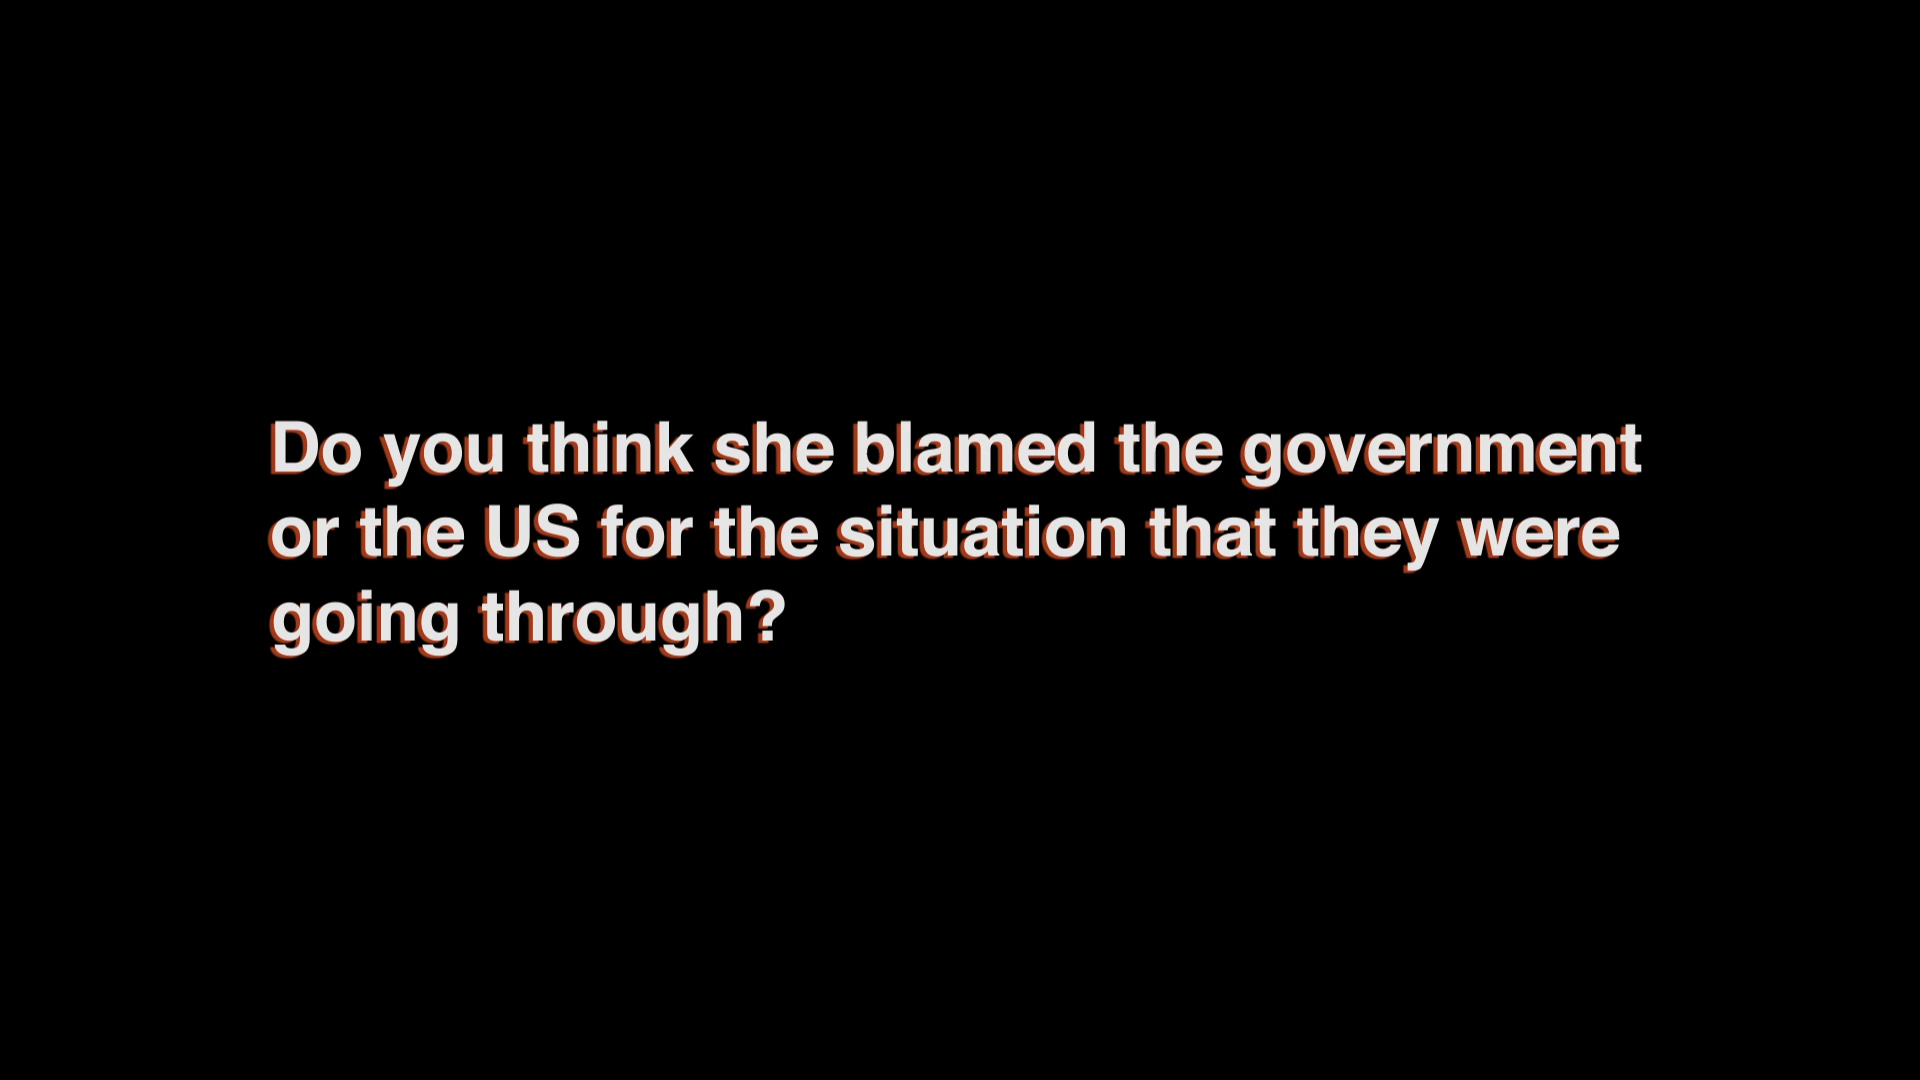 Do you think she blamed the government
or the US for the situation that they were
going through?